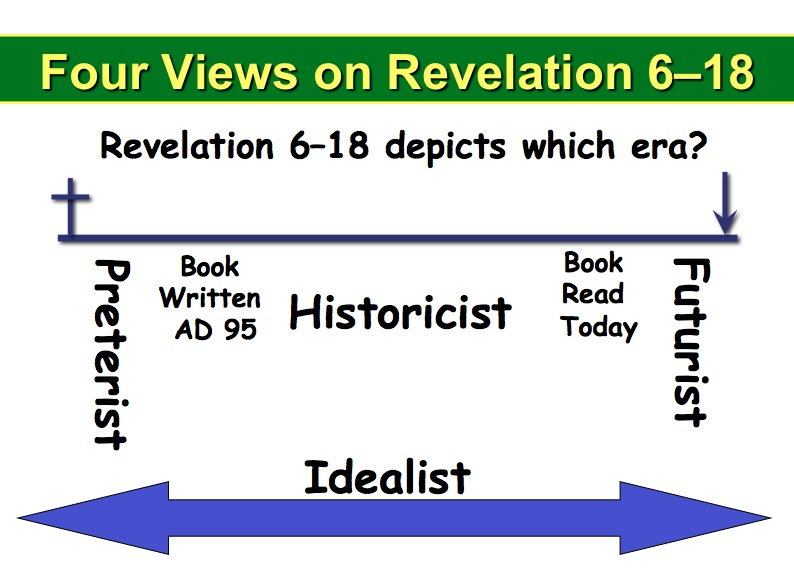 Four Views on Revelation 6–18
Revelation 6–18 depicts which era?
Preterist
Book
Written
AD 95
Historicist
Book
Read
Today
Futurist
Idealist